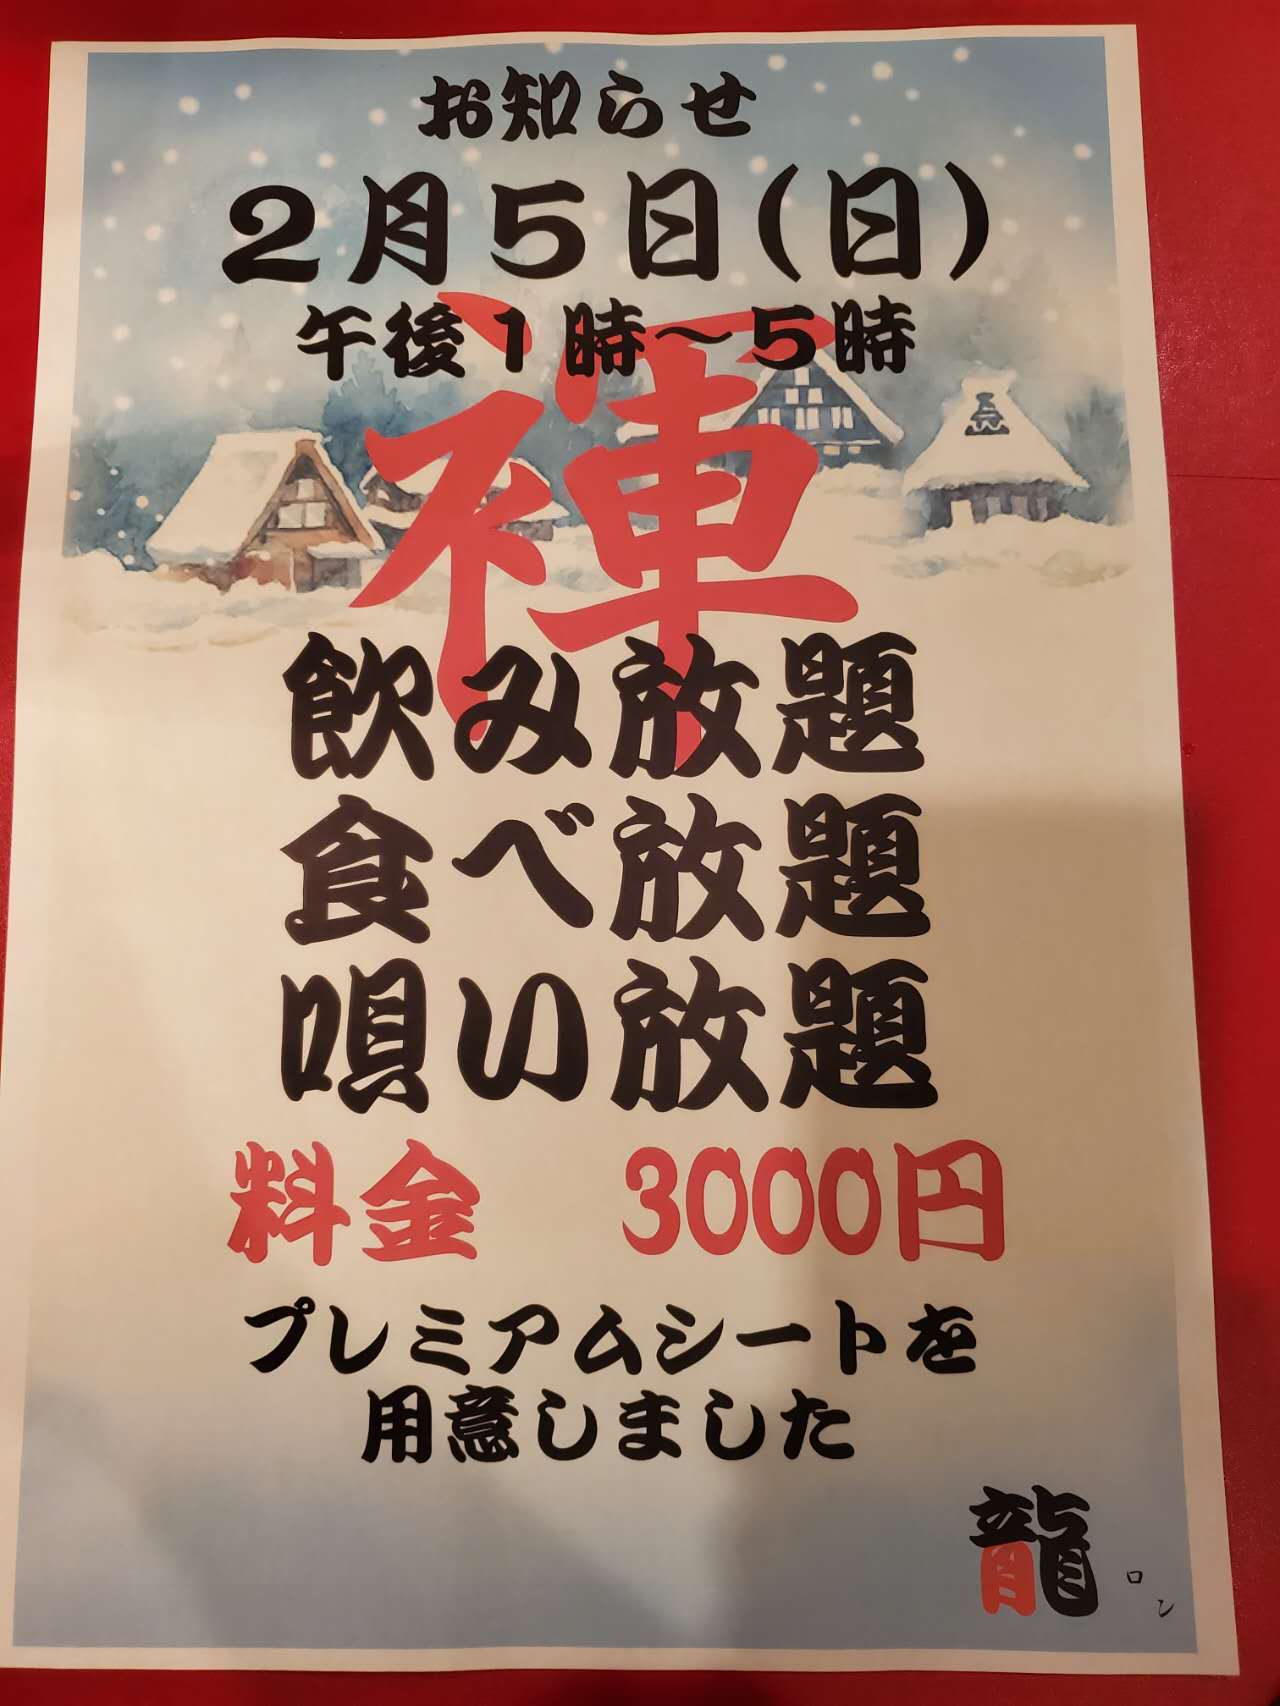 お知らせ
2月5日(日)
午後1時～5時
褌
飲み放題
食べ放題
唄い放題
料金 3000円
プレミアムシートを
用意しました
龍
ロン